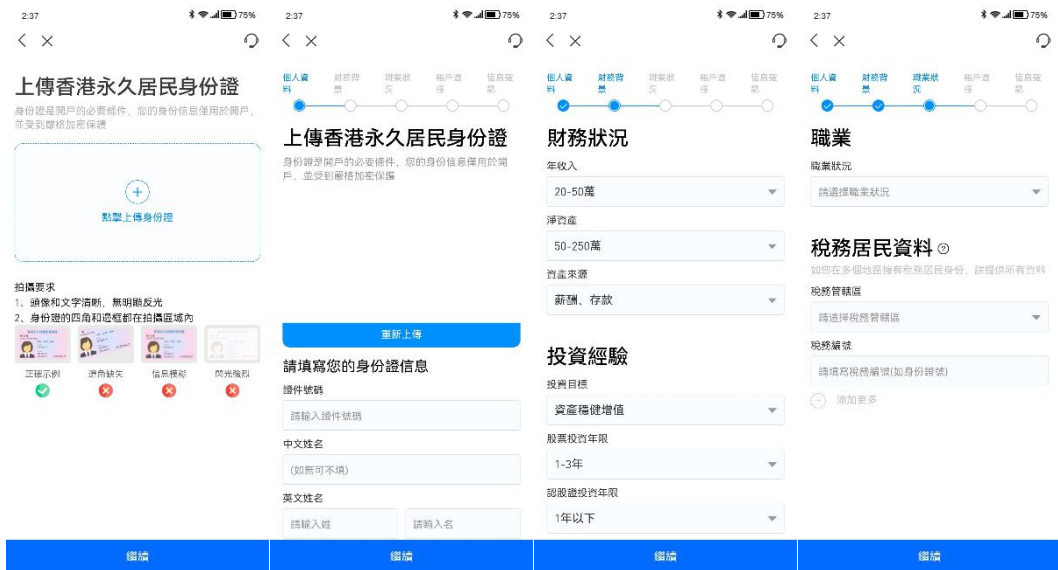 2:37
75%
上傳香港永久居民身份證
身份證是開戶的必要條件，您的身份信息僅用於開戶，
並受到嚴格加密保護
點擊上傳身份證
拍攝要求
1、頭像和文字清晰，無明顯反光
2、身份證的四角和邊框都在拍攝區域內
正確示例
邊角缺失
信息模糊
閃光強烈
繼續
2:37
75%
個人資
料
財務背
景
職業狀
況
帳戶選
擇
信息確
認
上傳香港永久居民身份證
身份證是開戶的必要條件，您的身份信息僅用於開
戶，並受到嚴格加密保護
重新上傳
請填寫您的身份證信息
證件號碼
請輸入證件號碼
中文姓名
(如無可不填)
英文姓名
請輸入姓
請輸入名
繼續
2:37
75%
個人資
料
財務背
景
職業狀
況
帳戶選
擇
信息確
認
財務狀況
年收入
20-50萬
淨資產
50-250萬
資產來源
薪酬、存款
投資經驗
投資目標
資產穩健增值
股票投資年限
1-3年
認股證投資年限
1年以下
繼續
2:37
75%
個人資
料
財務背
景
職業狀
況
帳戶選
擇
信息確
認
職業
職業狀況
請選擇職業狀況
稅務居民資料
如您在多個地區擁有稅務居民身份，請提供所有資料
稅務管轄區
請選擇稅務管轄區
稅務編號
請填寫稅務編號(如身份證號)
添加更多
繼續